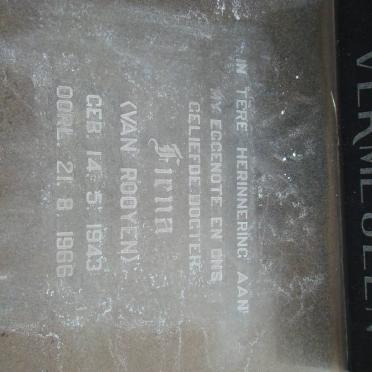 VERMEULEN
IN TERE HERINNERING AAN
MY EGGENOTE EN ONS
GELIEFDE DOGTER
(VAN ROOYEN)
GEB. 14. 5. 1943
OORL. 21. 8. 1966